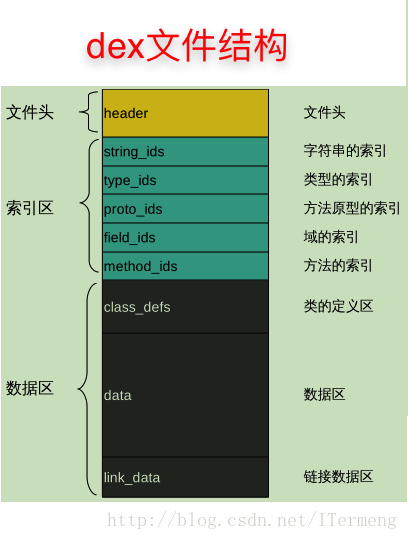 dex文件结构
文件头 header 文件头
string_ids 字符串的索引
type_ids 类型的索引
索引区 proto_ids 方法原型的索引
field_ids 域的索引
method_ids 方法的索引
class_defs 类的定义区
数据区 data 数据区
link_data 链接数据区
http://blog.csdn.net/ITermeng